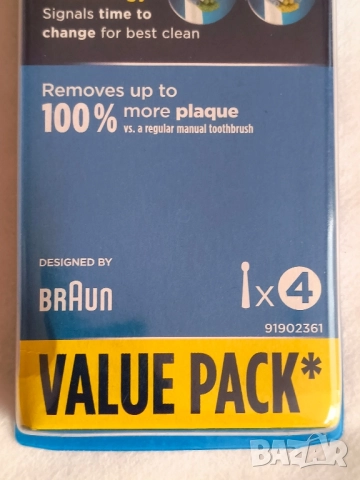 Signals time to
change for best clean
Removes up to
100% more plaque
vs. a regular manual toothbrush
DESIGNED BY
BRAUN
x4
91902361
VALUE PACK*
BAZAR